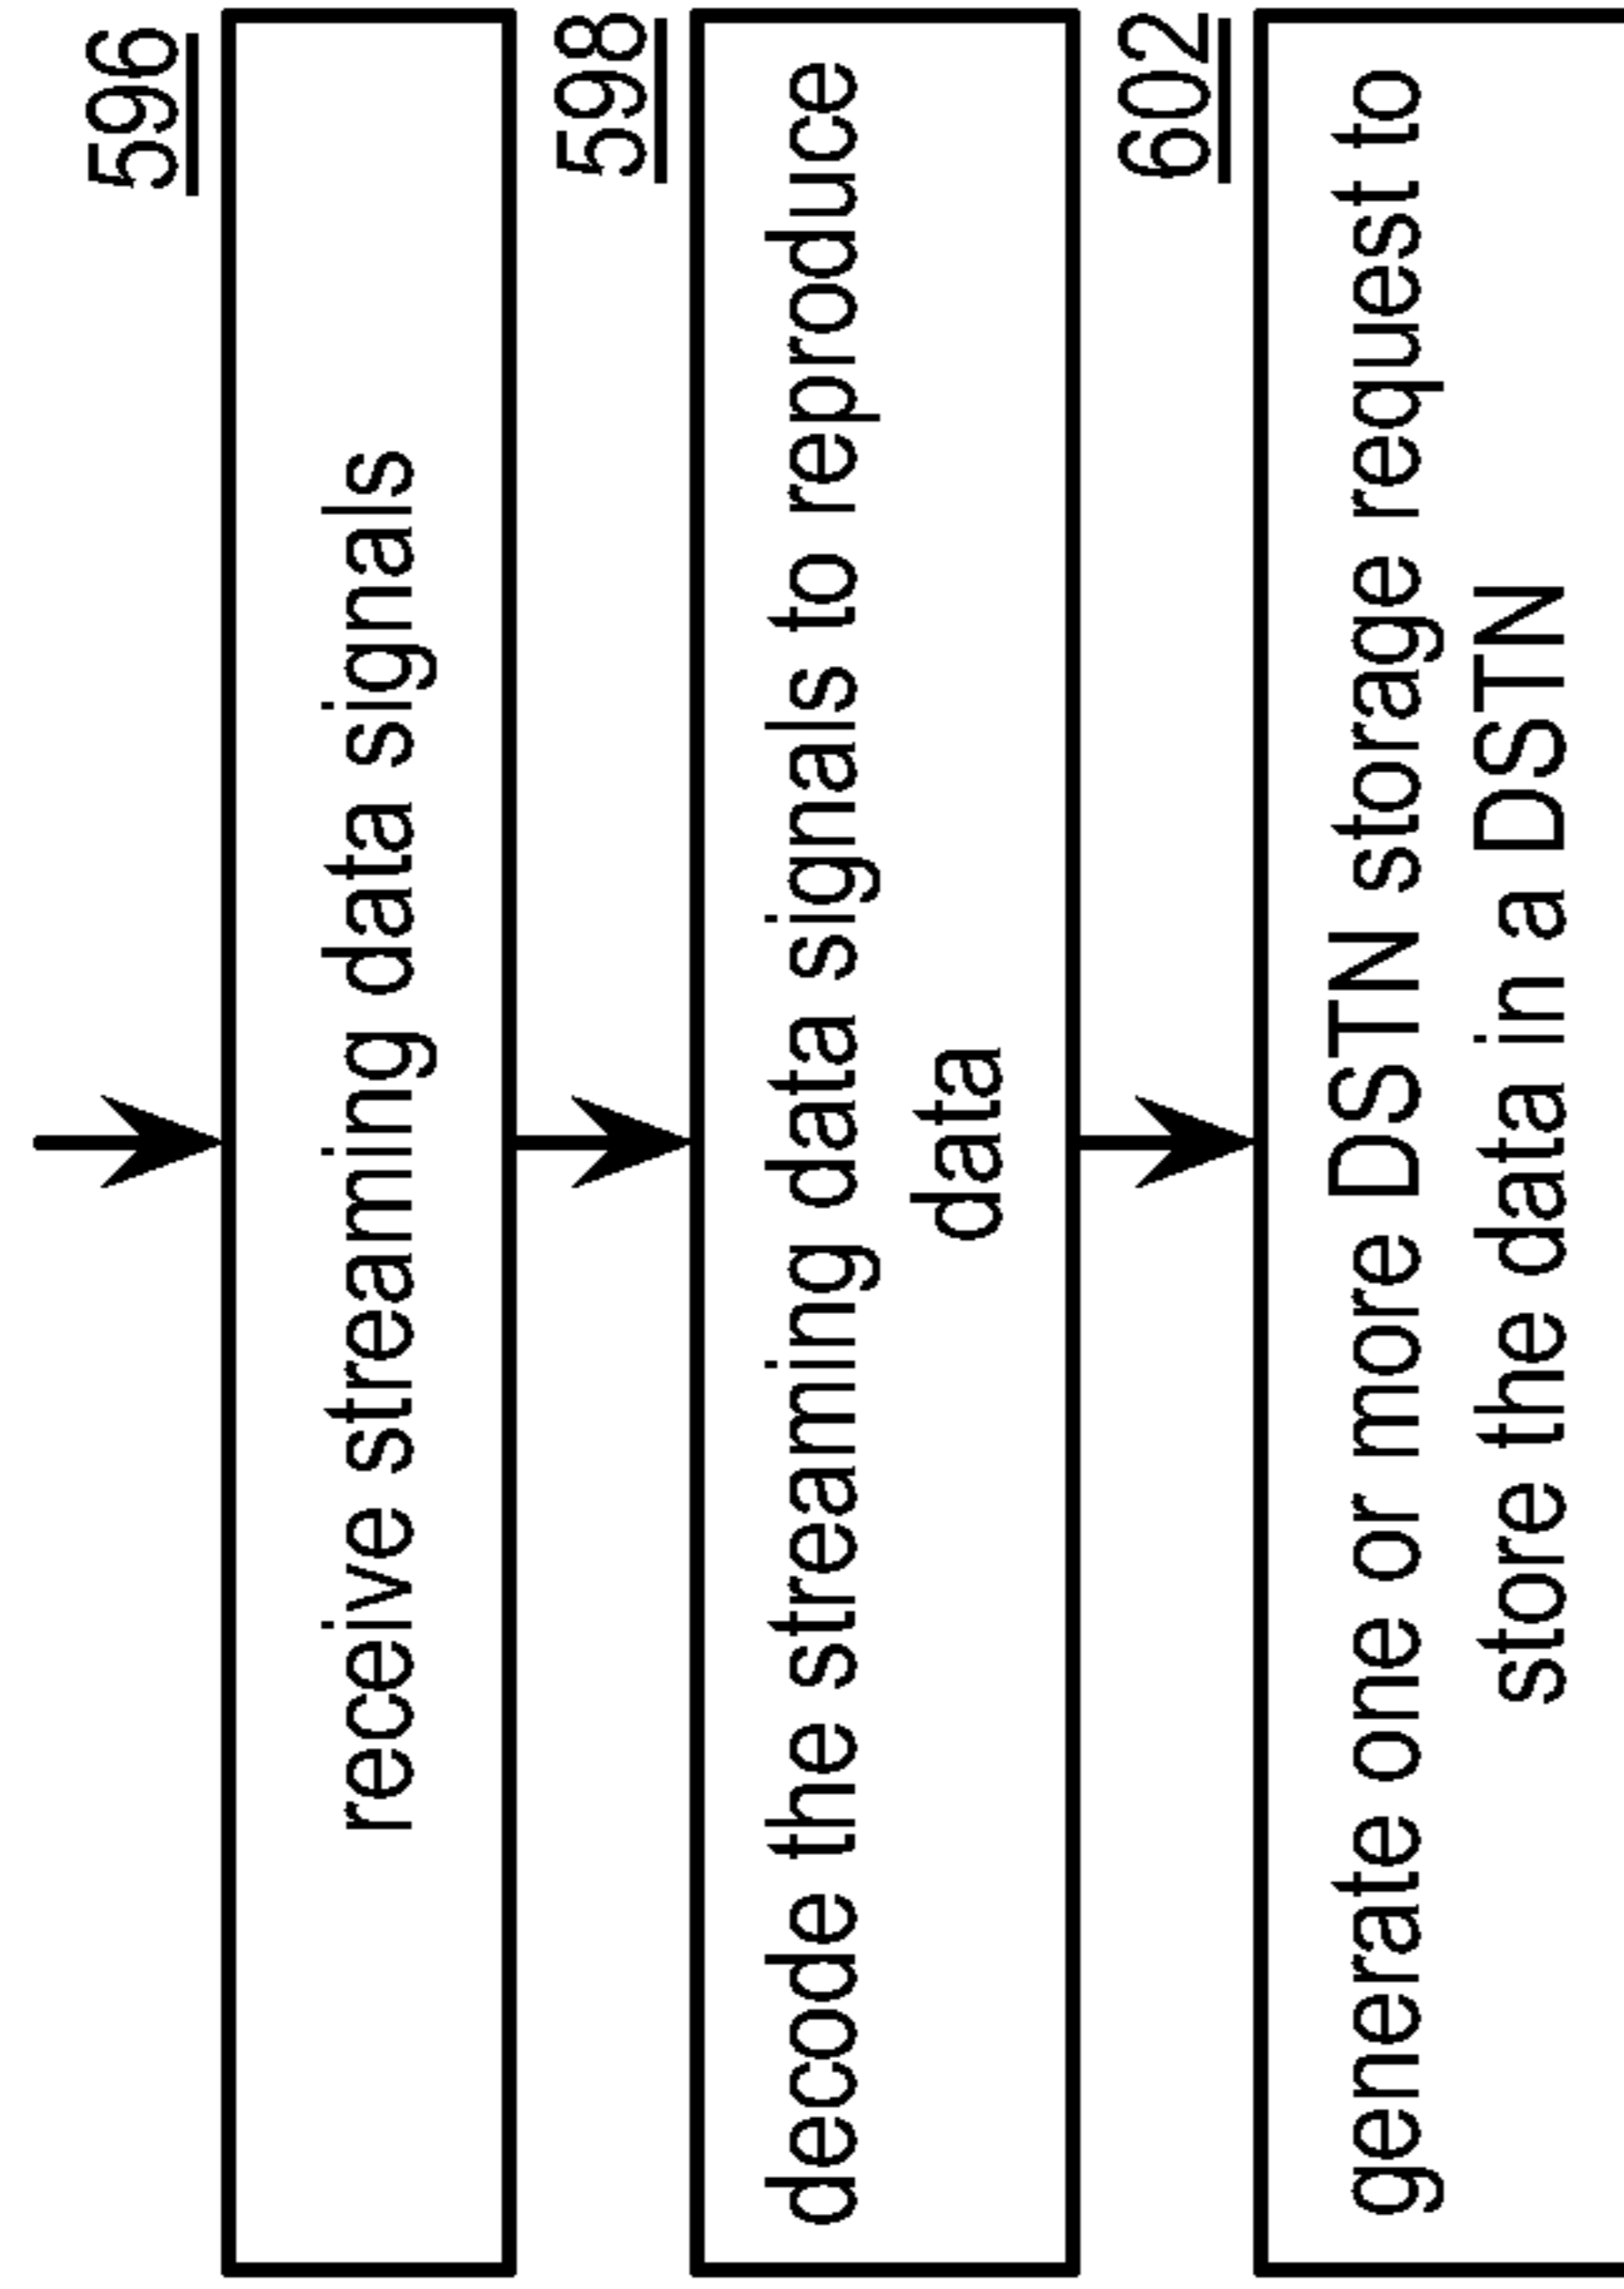 596
receive streaming data signals
598
decode the streaming data signals to reproduce
data
602
generate one or more DSTN storage request to
store the data in a DSTN